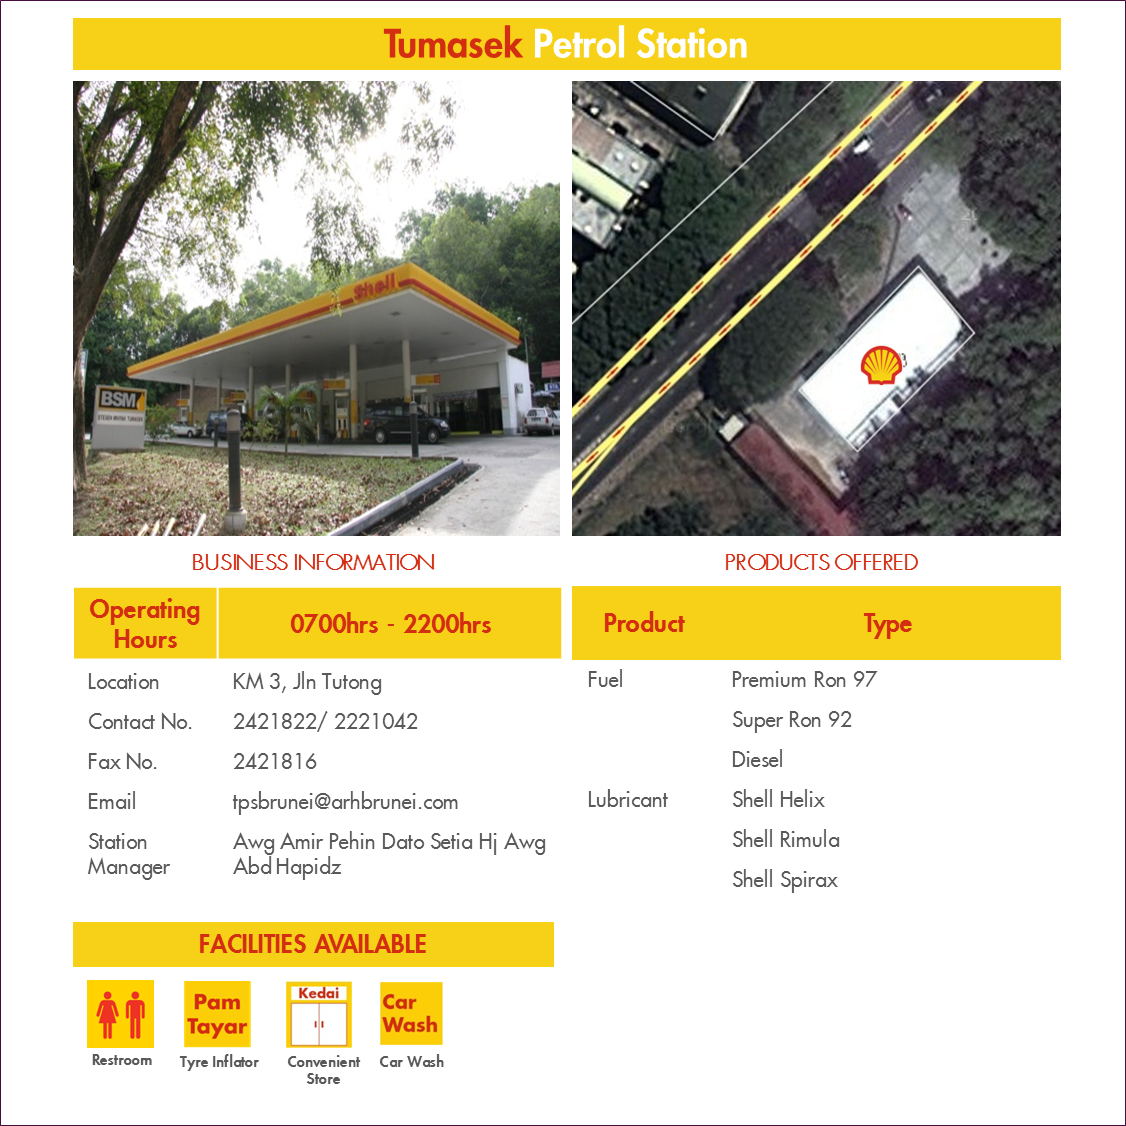 Tumasek Petrol Station
Shell
BSM
BUSINESS INFORMATION
Operating
Hours
0700hrs - 2200hrs
Location
KM 3, Jln Tutong
Contact No.
2421822/ 2221042
Fax No.
2421816
Email
tpsbrunei@arhbrunei.com
Station
Manager
Awg Amir Pehin Dato Setia Hj Awg
Abd Hapidz
PRODUCTS OFFERED
Product
Type
Fuel
Premium Ron 97
Super Ron 92
Diesel
Lubricant
Shell Helix
Shell Rimula
Shell Spirax
FACILITIES AVAILABLE
Restroom
Pam
Tayar
Tyre Inflator
Kedai
Convenient
Store
Car
Wash
Car Wash